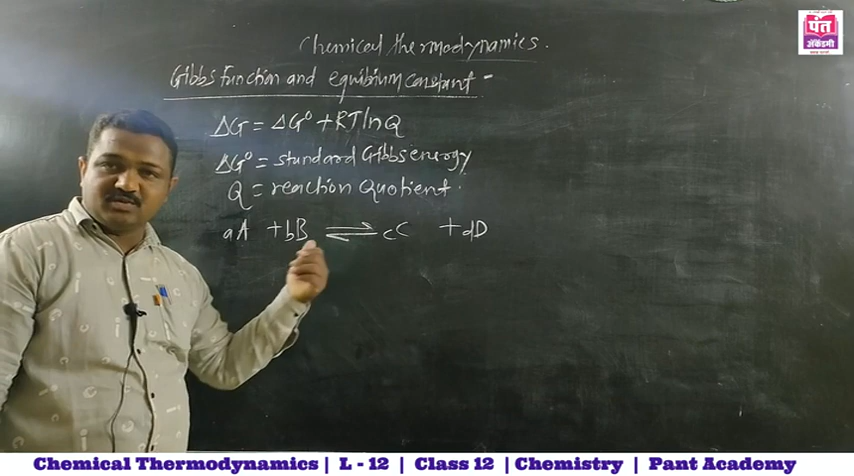 Chemical thermodynamics.
पंत
अकॅडमी
Gibbs function and equibium constant -
ΔG = ΔG° + RT ln Q
ΔG° = standard Gibbs energy
Q = reaction Quotient.
aA + bB ⇌ cC + dD
Chemical Thermodynamics | L - 12 | Class 12 | Chemistry | Pant Academy